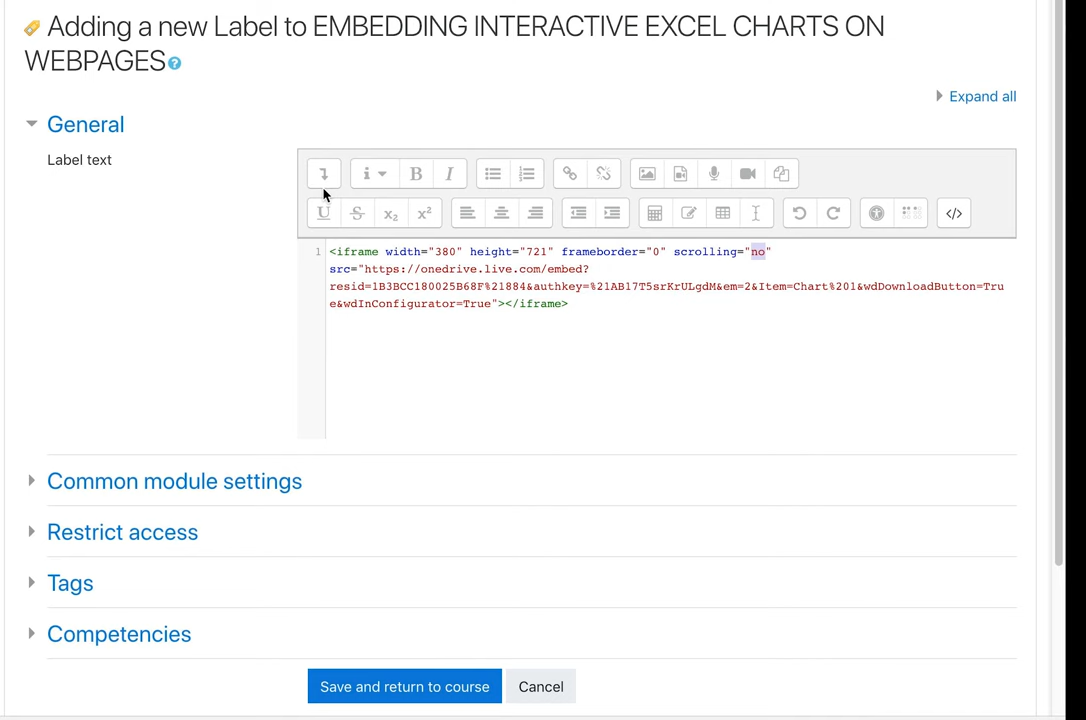 Adding a new Label to EMBEDDING INTERACTIVE EXCEL CHARTS ON
WEBPAGES
Expand all
General
Label text
1 <iframe width="380" height="721" frameborder="0" scrolling="no"
src="https://onedrive.live.com/embed?
resid=1B3BCC180025B68F%21884&authkey=%21AB17T5srKrULgdM&em=2&Item=Chart%201&wdDownloadButton=Tru
e&wdInConfigurator=True"></iframe>
Common module settings
Restrict access
Tags
Competencies
Save and return to course
Cancel